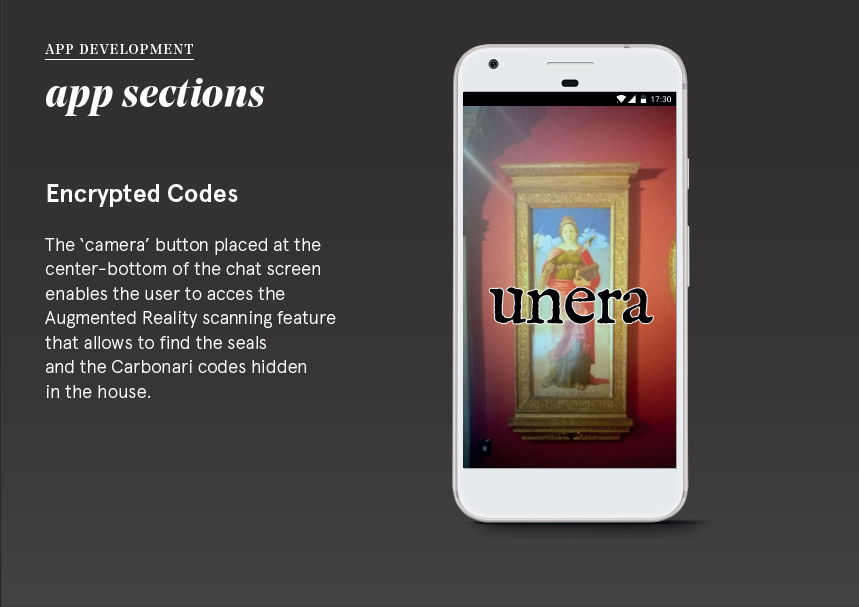 APP DEVELOPMENT
app sections
Encrypted Codes
The ‘camera’ button placed at the
center-bottom of the chat screen
enables the user to acces the
Augmented Reality scanning feature
that allows to find the seals
and the Carbonari codes hidden
in the house.
17:30
unera